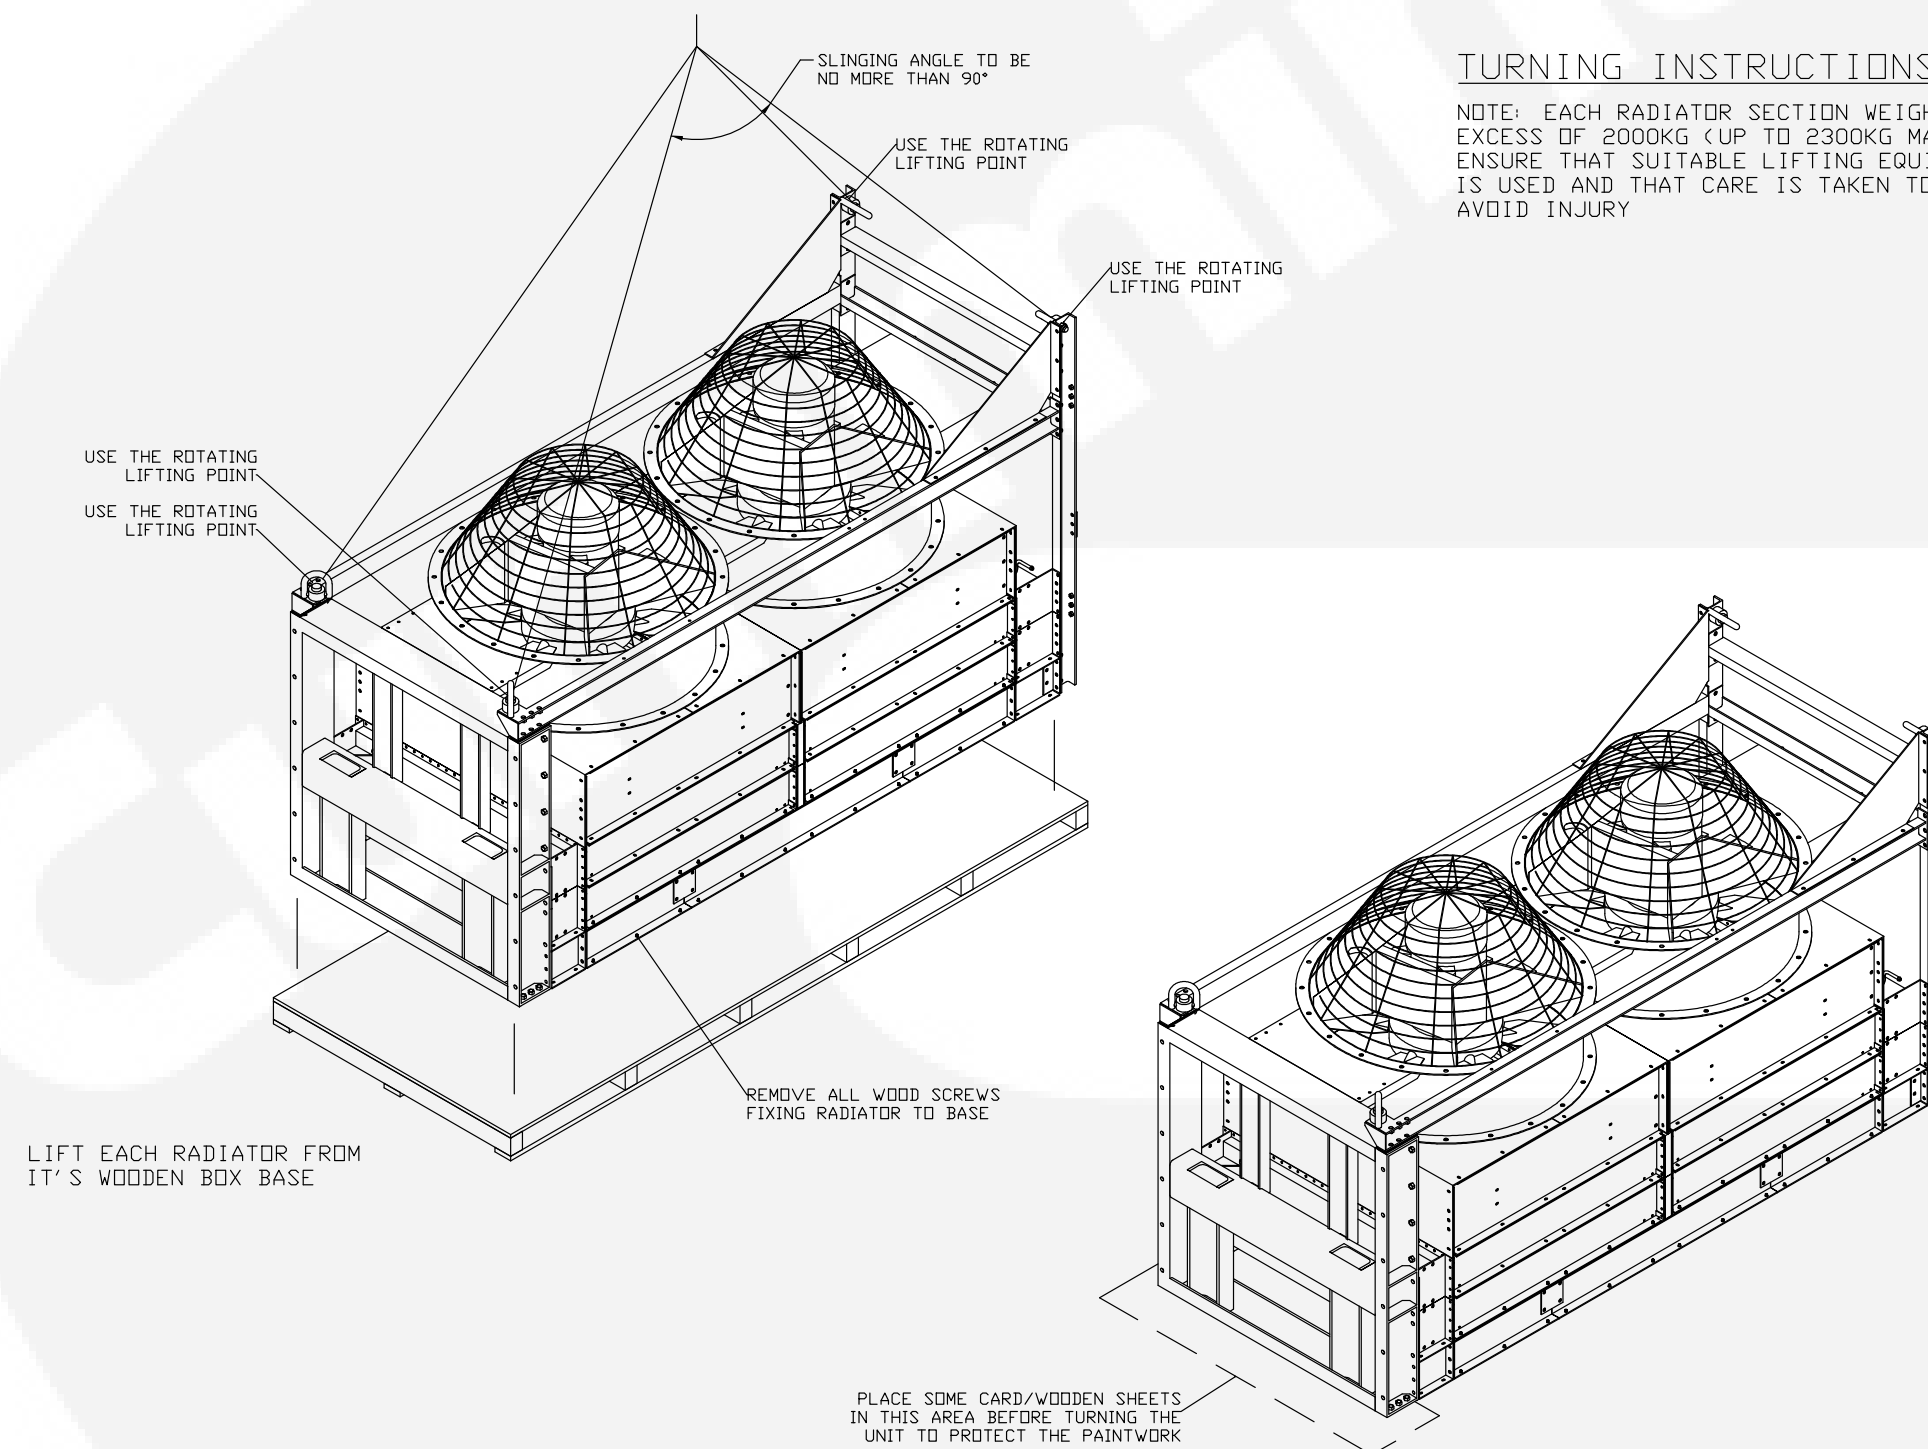 SLINGING ANGLE TO BE
NO MORE THAN 90°
USE THE ROTATING
LIFTING POINT
USE THE ROTATING
LIFTING POINT
USE THE ROTATING
LIFTING POINT
USE THE ROTATING
LIFTING POINT
REMOVE ALL WOOD SCREWS
FIXING RADIATOR TO BASE
LIFT EACH RADIATOR FROM
IT'S WOODEN BOX BASE
TURNING INSTRUCTIONS
NOTE: EACH RADIATOR SECTION WEIGH
EXCESS OF 2000KG (UP TO 2300KG MA
ENSURE THAT SUITABLE LIFTING EQUI
IS USED AND THAT CARE IS TAKEN TO
AVOID INJURY
PLACE SOME CARD/WOODEN SHEETS
IN THIS AREA BEFORE TURNING THE
UNIT TO PROTECT THE PAINTWORK